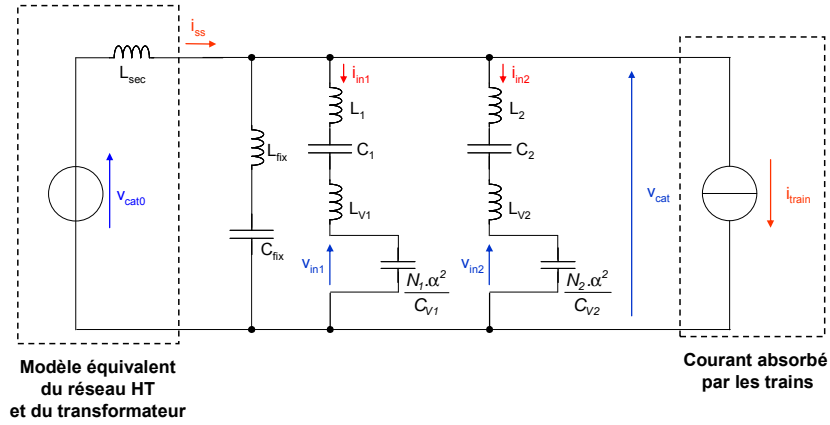 i_ss
L_sec
i_in1
i_in2
L_1
L_2
C_1
C_2
L_fix
v_cat0
v_cat
i_train
L_V1
L_V2
C_fix
v_in1
v_in2
N_1.α^2
C_V1
N_2.α^2
C_V2
Modèle équivalent
du réseau HT
et du transformateur
Courant absorbé
par les trains